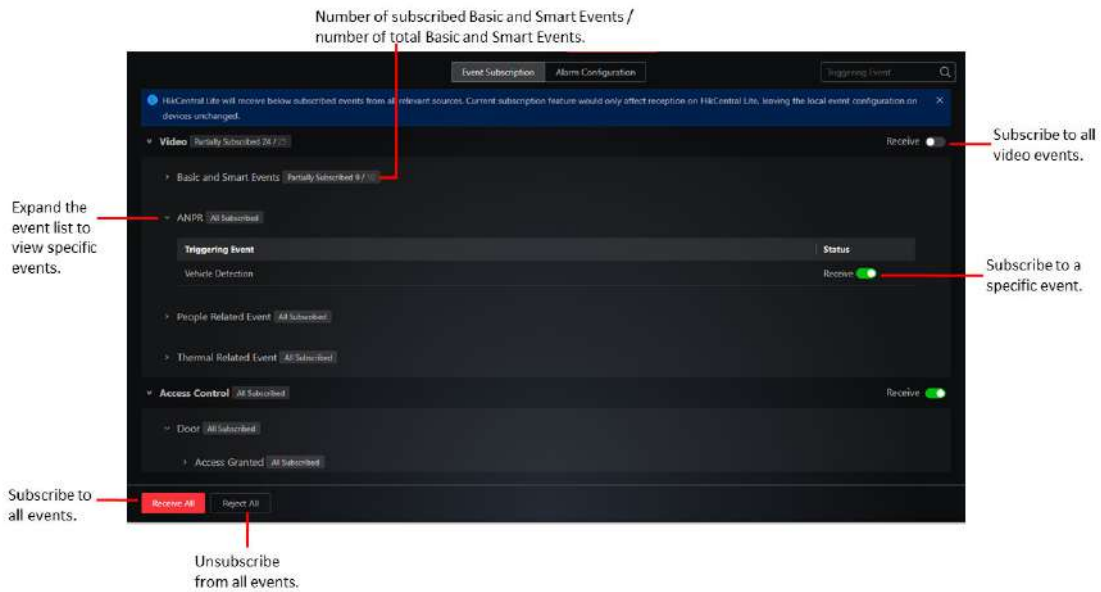 Number of subscribed Basic and Smart Events /
number of total Basic and Smart Events.
Event Subscription
Alarm Configuration
Triggering Event
HikCentral Lite will receive below subscribed events from all relevant sources. Current subscription feature would only affect reception on HikCentral Lite, leaving the local event configuration on
devices unchanged.
Video Partially Subscribed 24 / 25
Receive
Subscribe to all
video events.
Basic and Smart Events Partially Subscribed 9 / 10
Expand the
event list to
view specific
events.
ANPR All Subscribed
Triggering Event
Status
Vehicle Detection
Receive
Subscribe to a
specific event.
People Related Event All Subscribed
Thermal Related Event All Subscribed
Access Control All Subscribed
Receive
Door All Subscribed
Access Granted All Subscribed
Subscribe to
all events.
Receive All
Reject All
Unsubscribe
from all events.